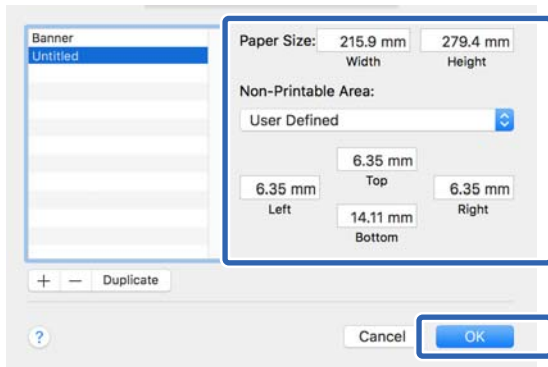 Banner
Untitled
+ − Duplicate
Paper Size: 215.9 mm 279.4 mm
Width Height
Non-Printable Area:
User Defined
6.35 mm
Top
6.35 mm 6.35 mm
Left Right
14.11 mm
Bottom
? Cancel OK